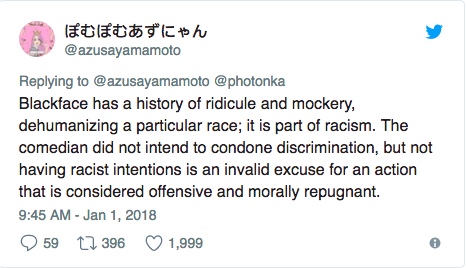 ぽむぽむあずにゃん
@azusayamamoto
Replying to @azusayamamoto @photonka
Blackface has a history of ridicule and mockery,
dehumanizing a particular race; it is part of racism. The
comedian did not intend to condone discrimination, but not
having racist intentions is an invalid excuse for an action
that is considered offensive and morally repugnant.
9:45 AM - Jan 1, 2018
59 396 1,999